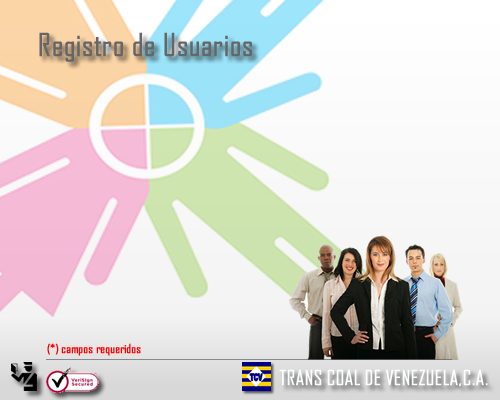 Registro de Usuarios
(*) campos requeridos
VeriSign
Secured
TCV
TRANS COAL DE VENEZUELA,C.A.